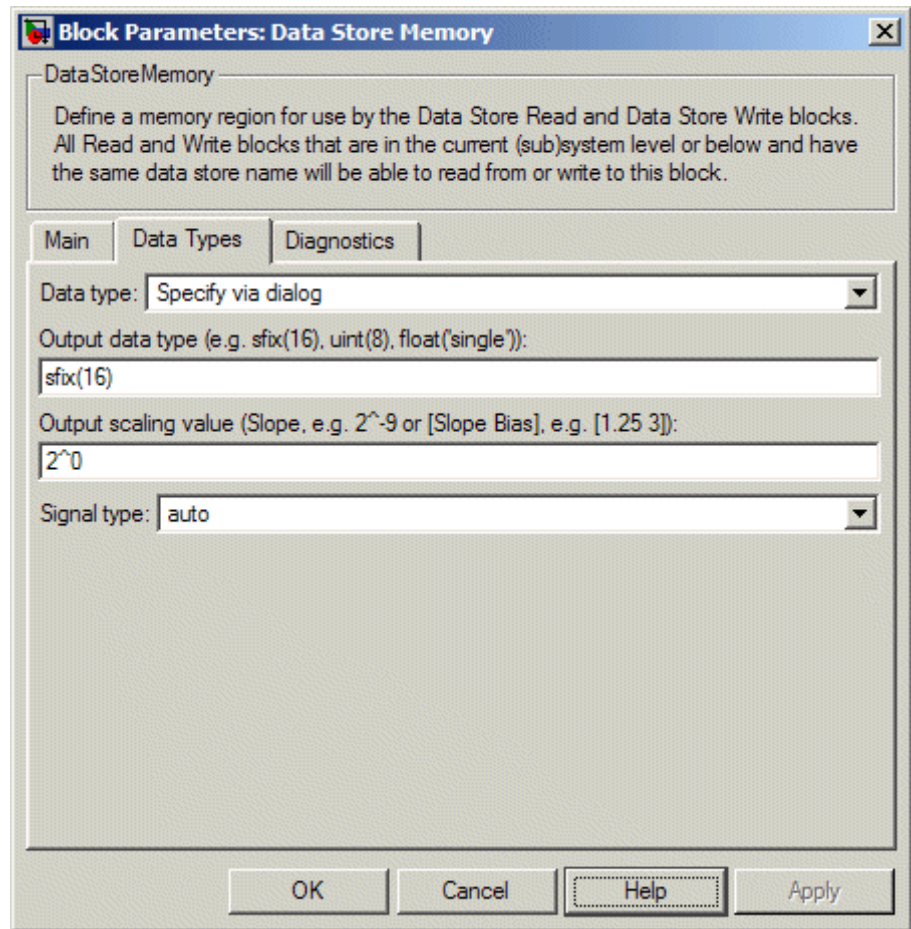 Block Parameters: Data Store Memory
DataStoreMemory
Define a memory region for use by the Data Store Read and Data Store Write blocks.
All Read and Write blocks that are in the current (sub)system level or below and have
the same data store name will be able to read from or write to this block.
Main Data Types Diagnostics
Data type: Specify via dialog
Output data type (e.g. sfix(16), uint(8), float('single')):
sfix(16)
Output scaling value (Slope, e.g. 2^-9 or [Slope Bias], e.g. [1.25 3]):
2^0
Signal type: auto
OK Cancel Help Apply